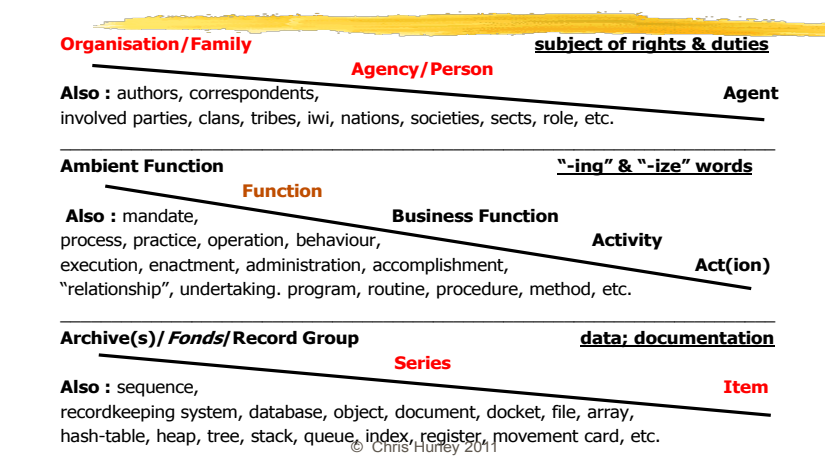 Organisation/Family subject of rights & duties
Agency/Person
Also : authors, correspondents, Agent
involved parties, clans, tribes, iwi, nations, societies, sects, role, etc.
Ambient Function “-ing” & “-ize” words
Function
Also : mandate, Business Function
process, practice, operation, behaviour, Activity
execution, enactment, administration, accomplishment, Act(ion)
“relationship”, undertaking. program, routine, procedure, method, etc.
Archive(s)/Fonds/Record Group data; documentation
Series
Also : sequence, Item
recordkeeping system, database, object, document, docket, file, array,
hash-table, heap, tree, stack, queue, index, register, movement card, etc.
© Chris Hurley 2011